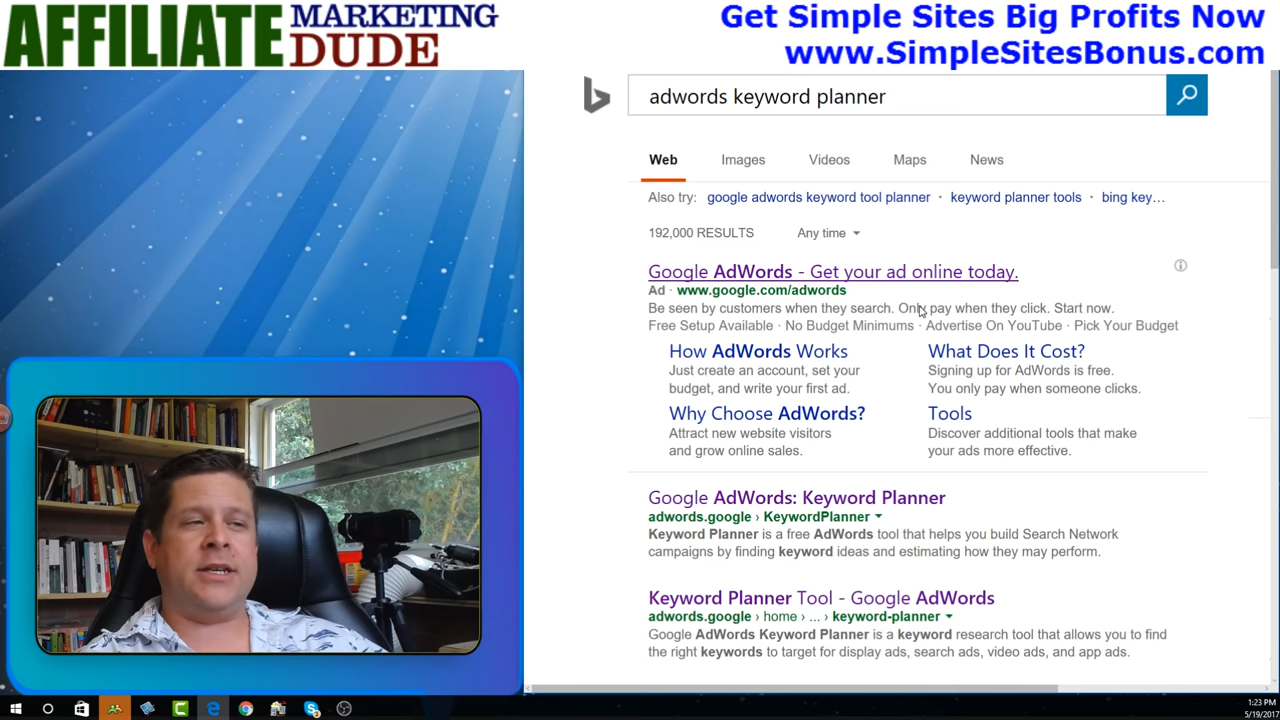 AFFILIATE MARKETING DUDE
Get Simple Sites Big Profits Now
www.SimpleSitesBonus.com
adwords keyword planner
Web Images Videos Maps News
Also try: google adwords keyword tool planner · keyword planner tools · bing key…
192,000 RESULTS Any time
Google AdWords - Get your ad online today.
Ad · www.google.com/adwords
Be seen by customers when they search. Only pay when they click. Start now.
Free Setup Available · No Budget Minimums · Advertise On YouTube · Pick Your Budget
How AdWords Works
Just create an account, set your
budget, and write your first ad.
What Does It Cost?
Signing up for AdWords is free.
You only pay when someone clicks.
Why Choose AdWords?
Attract new website visitors
and grow online sales.
Tools
Discover additional tools that make
your ads more effective.
Google AdWords: Keyword Planner
adwords.google › KeywordPlanner
Keyword Planner is a free AdWords tool that helps you build Search Network
campaigns by finding keyword ideas and estimating how they may perform.
Keyword Planner Tool - Google AdWords
adwords.google › home › ... › keyword-planner
Google AdWords Keyword Planner is a keyword research tool that allows you to find
the right keywords to target for display ads, search ads, video ads, and app ads.
1:23 PM
5/19/2017